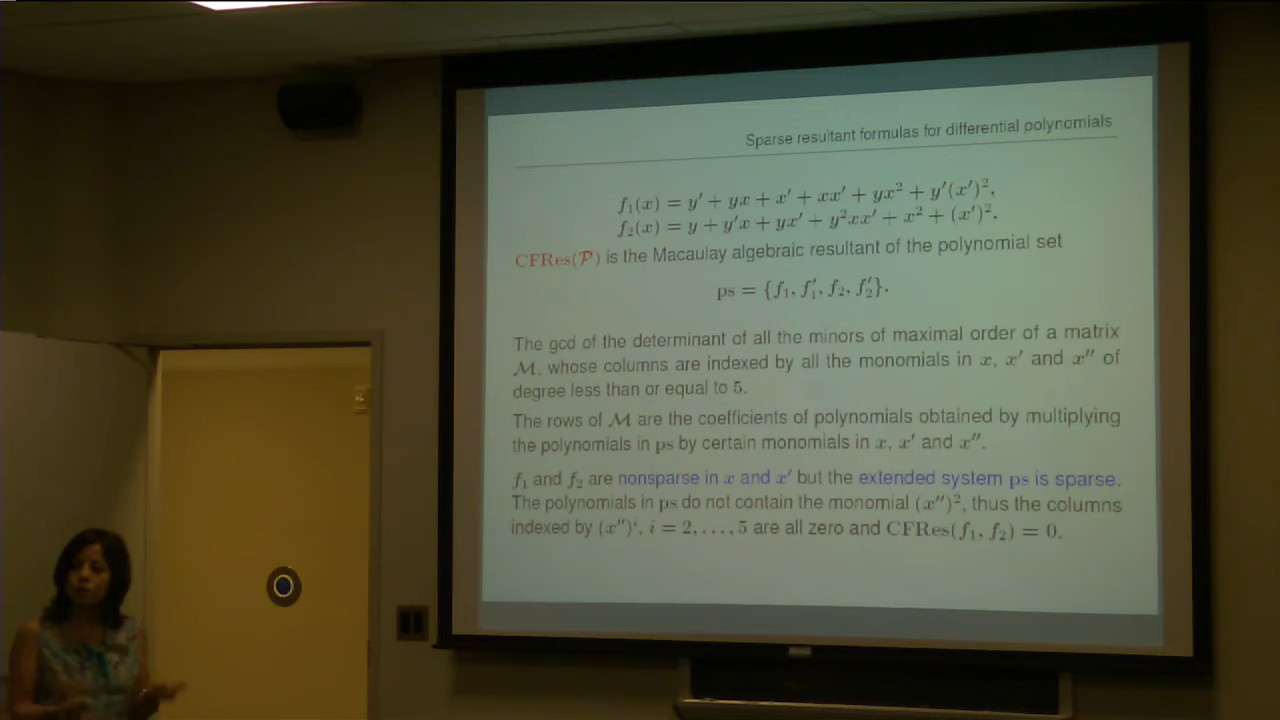 Sparse resultant formulas for differential polynomials
f₁(x) = y′ + yx + x′ + xx′ + yx² + y′(x′)²,
f₂(x) = y + y′x + yx′ + y²xx′ + x² + (x′)².
CFRes(𝒫) is the Macaulay algebraic resultant of the polynomial set
ps = {f₁, f₁′, f₂, f₂′}.
The gcd of the determinant of all the minors of maximal order of a matrix
ℳ, whose columns are indexed by all the monomials in x, x′ and x″ of
degree less than or equal to 5.
The rows of ℳ are the coefficients of polynomials obtained by multiplying
the polynomials in ps by certain monomials in x, x′ and x″.
f₁ and f₂ are nonsparse in x and x′ but the extended system ps is sparse.
The polynomials in ps do not contain the monomial (x″)², thus the columns
indexed by (x″)ⁱ, i = 2, . . . , 5 are all zero and CFRes(f₁, f₂) = 0.